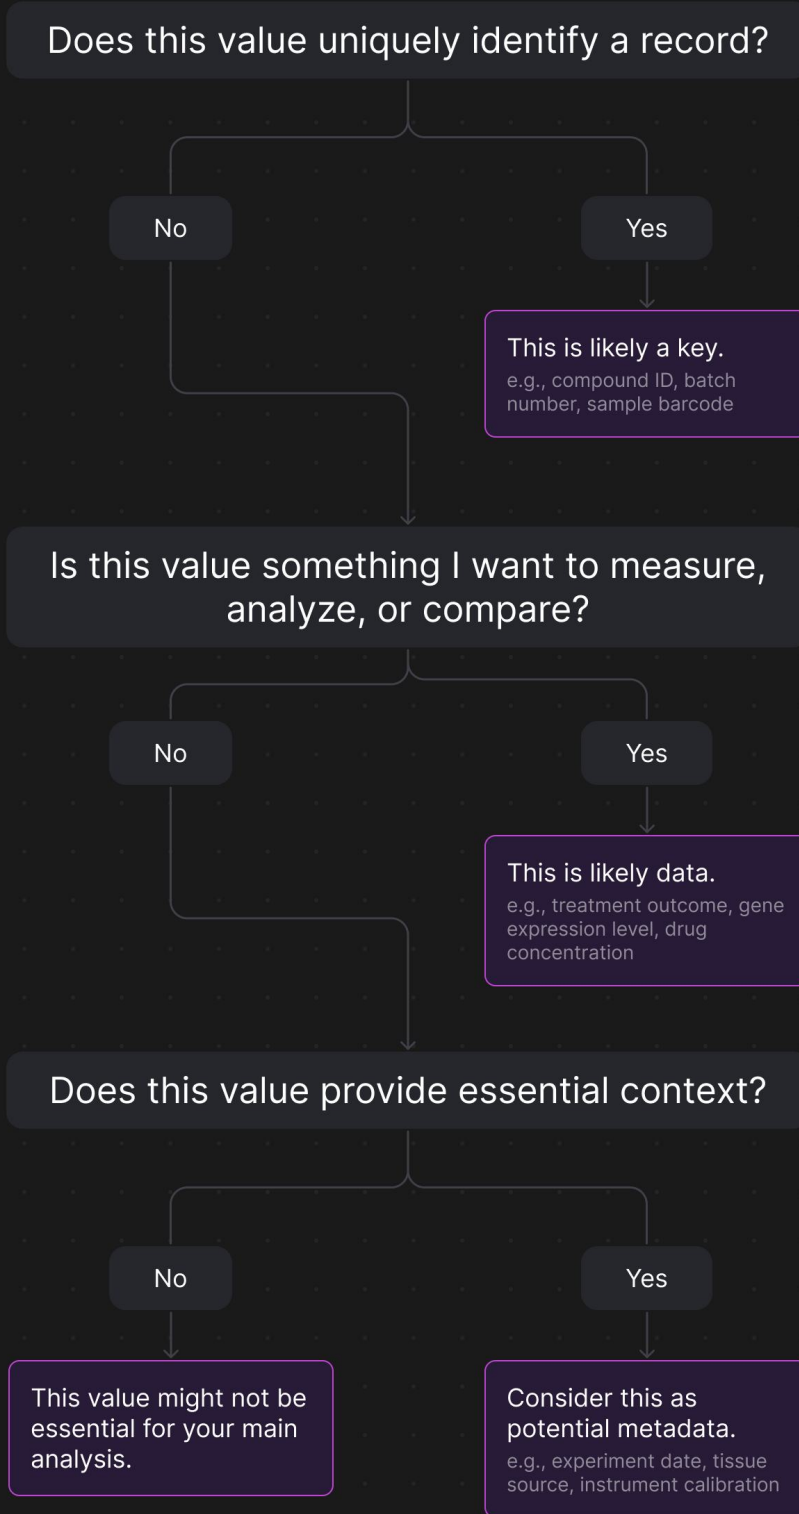 Does this value uniquely identify a record?
No
Yes
This is likely a key.
e.g., compound ID, batch
number, sample barcode
Is this value something I want to measure,
analyze, or compare?
No
Yes
This is likely data.
e.g., treatment outcome, gene
expression level, drug
concentration
Does this value provide essential context?
No
Yes
This value might not be
essential for your main
analysis.
Consider this as
potential metadata.
e.g., experiment date, tissue
source, instrument calibration